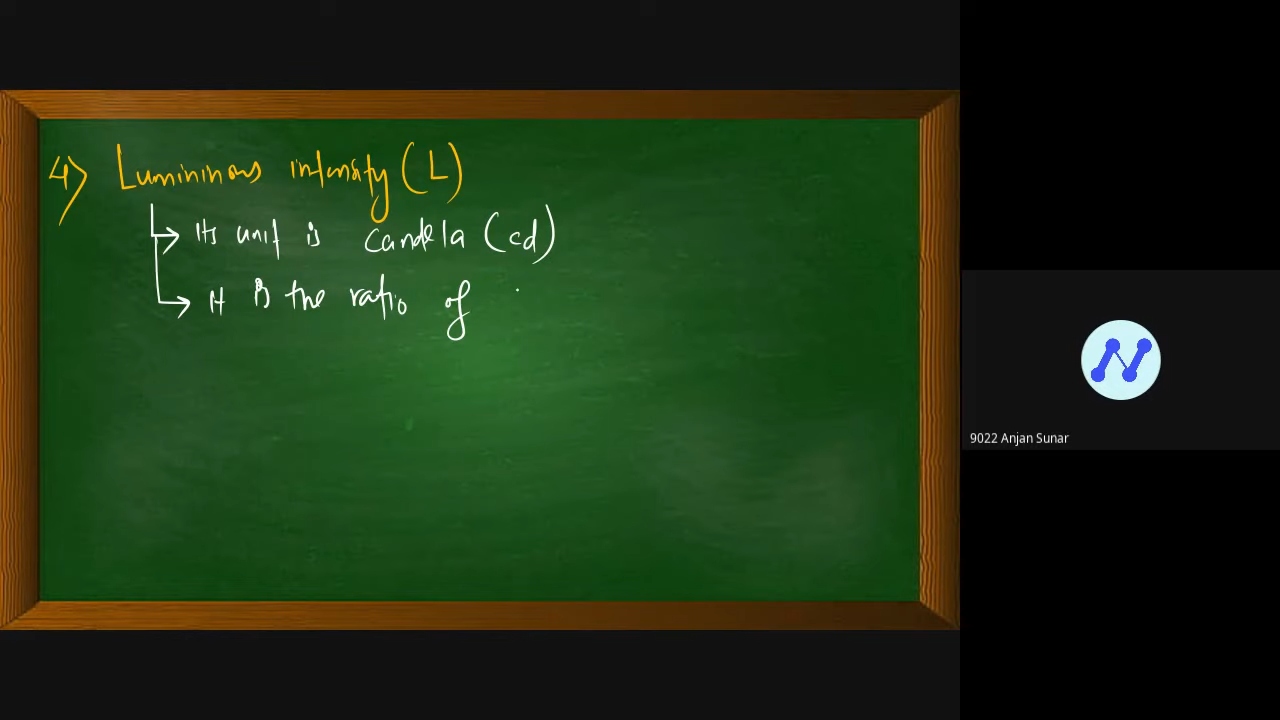 4) Lumininous intensity (L)
Its unit is candela (cd)
It is the ratio of
9022 Anjan Sunar